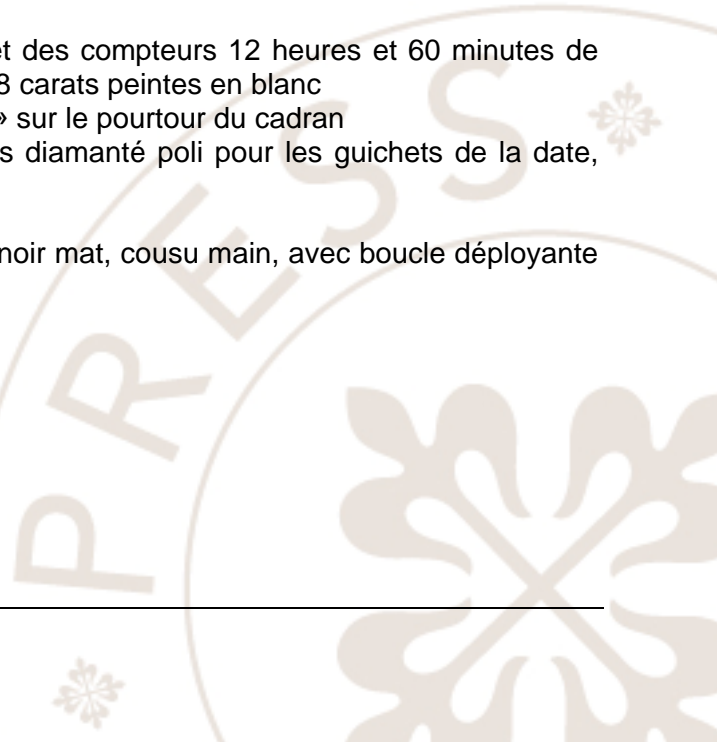 et des compteurs 12 heures et 60 minutes de
8 carats peintes en blanc
» sur le pourtour du cadran
s diamanté poli pour les guichets de la date,
noir mat, cousu main, avec boucle déployante
PRESS